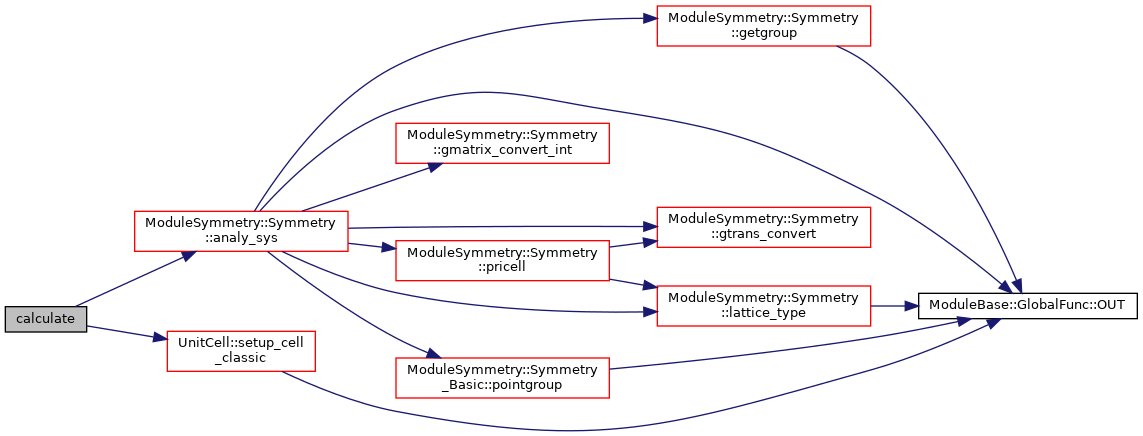 ModuleSymmetry::Symmetry
::getgroup
ModuleSymmetry::Symmetry
::gmatrix_convert_int
ModuleSymmetry::Symmetry
::analy_sys
ModuleSymmetry::Symmetry
::gtrans_convert
ModuleSymmetry::Symmetry
::pricell
ModuleSymmetry::Symmetry
::lattice_type
ModuleBase::GlobalFunc::OUT
calculate
UnitCell::setup_cell
_classic
ModuleSymmetry::Symmetry
_Basic::pointgroup